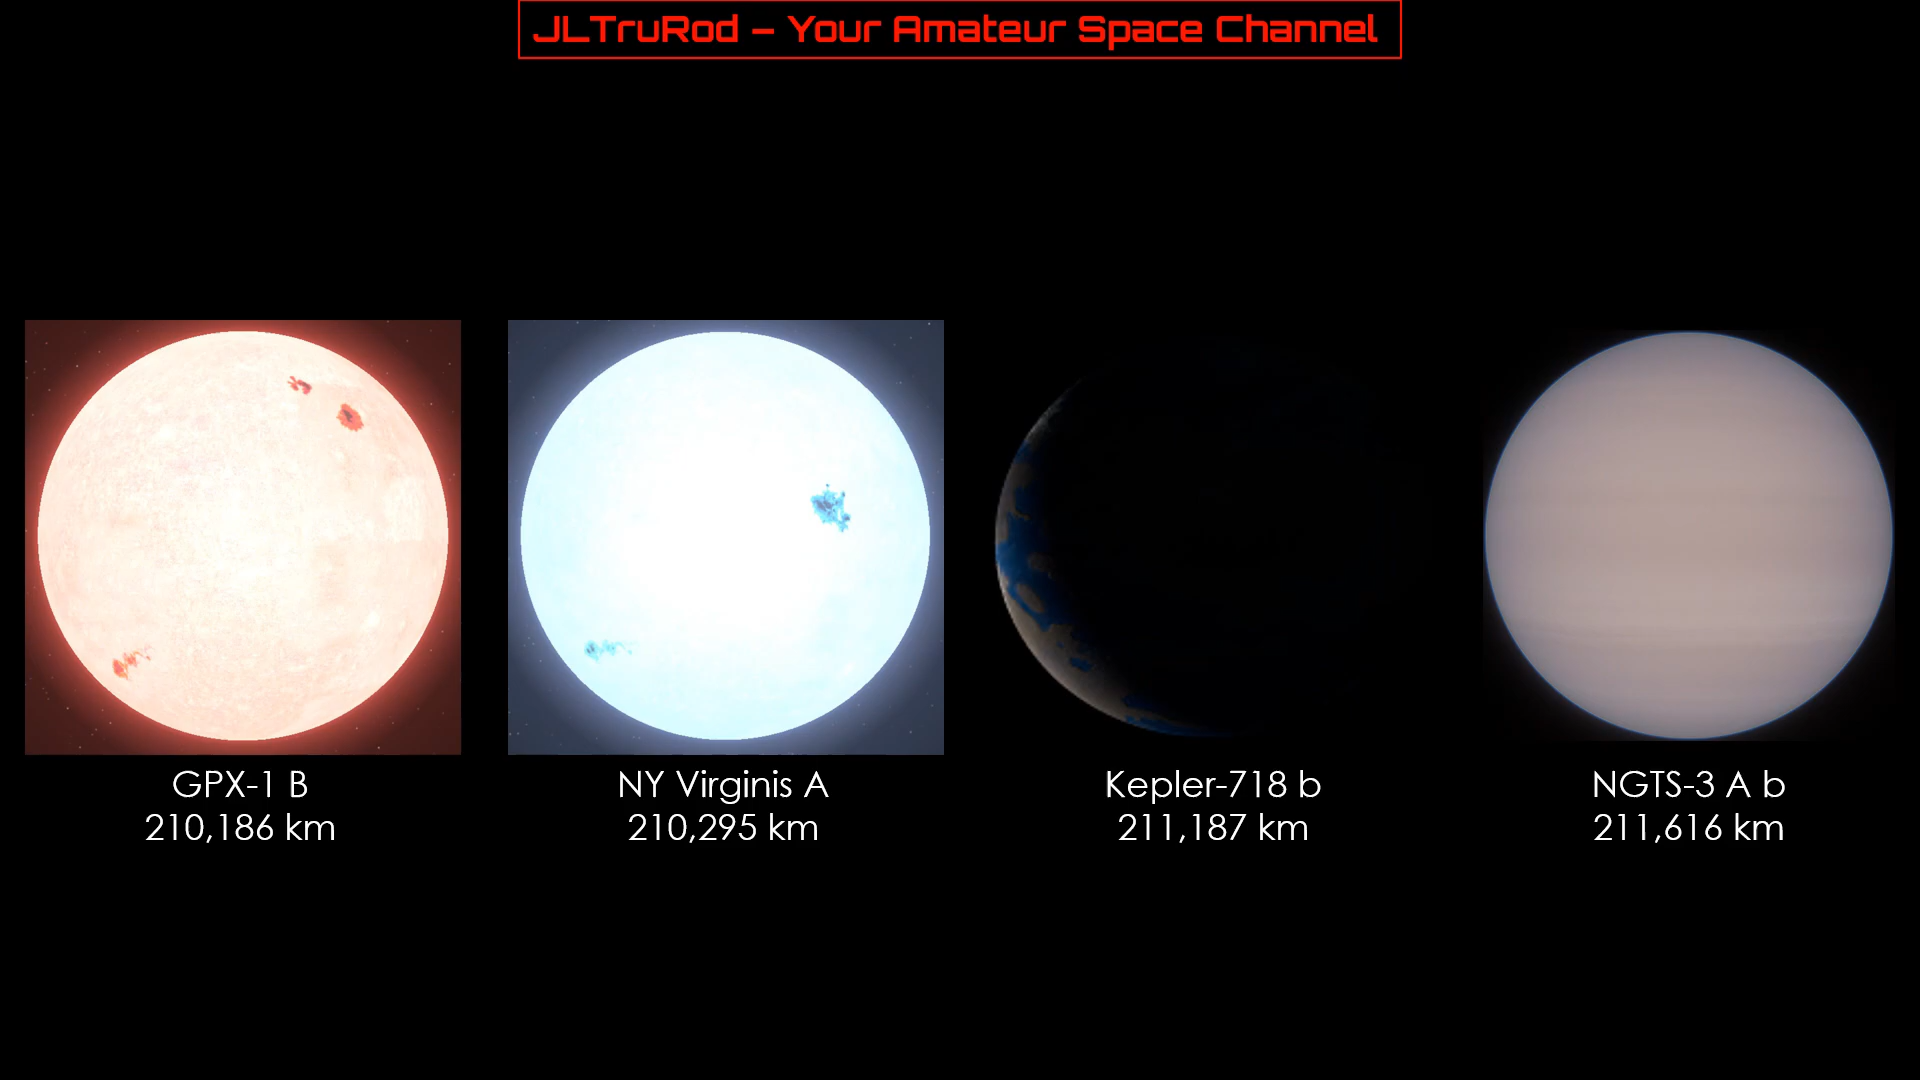 JLTruRod – Your Amateur Space Channel
GPX-1 B
210,186 km
NY Virginis A
210,295 km
Kepler-718 b
211,187 km
NGTS-3 A b
211,616 km